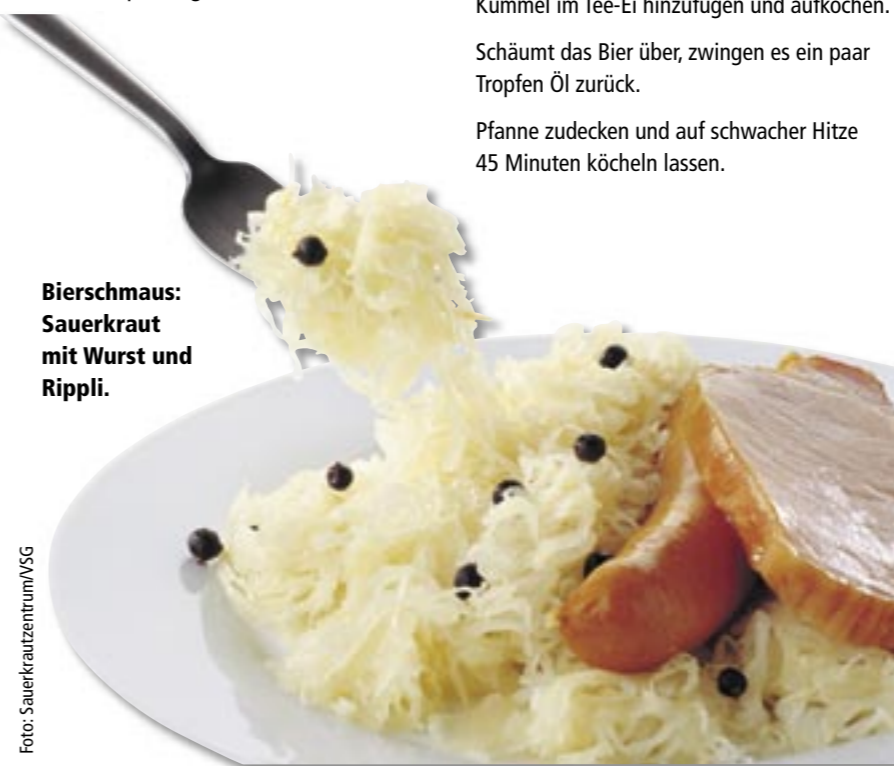 Kümmel im Tee-Ei hinzufügen und aufkochen.
Schäumt das Bier über, zwingen es ein paar
Tropfen Öl zurück.
Pfanne zudecken und auf schwacher Hitze
45 Minuten köcheln lassen.
Bierschmaus:
Sauerkraut
mit Wurst und
Rippli.
Foto: Sauerkrautzentrum/VSG